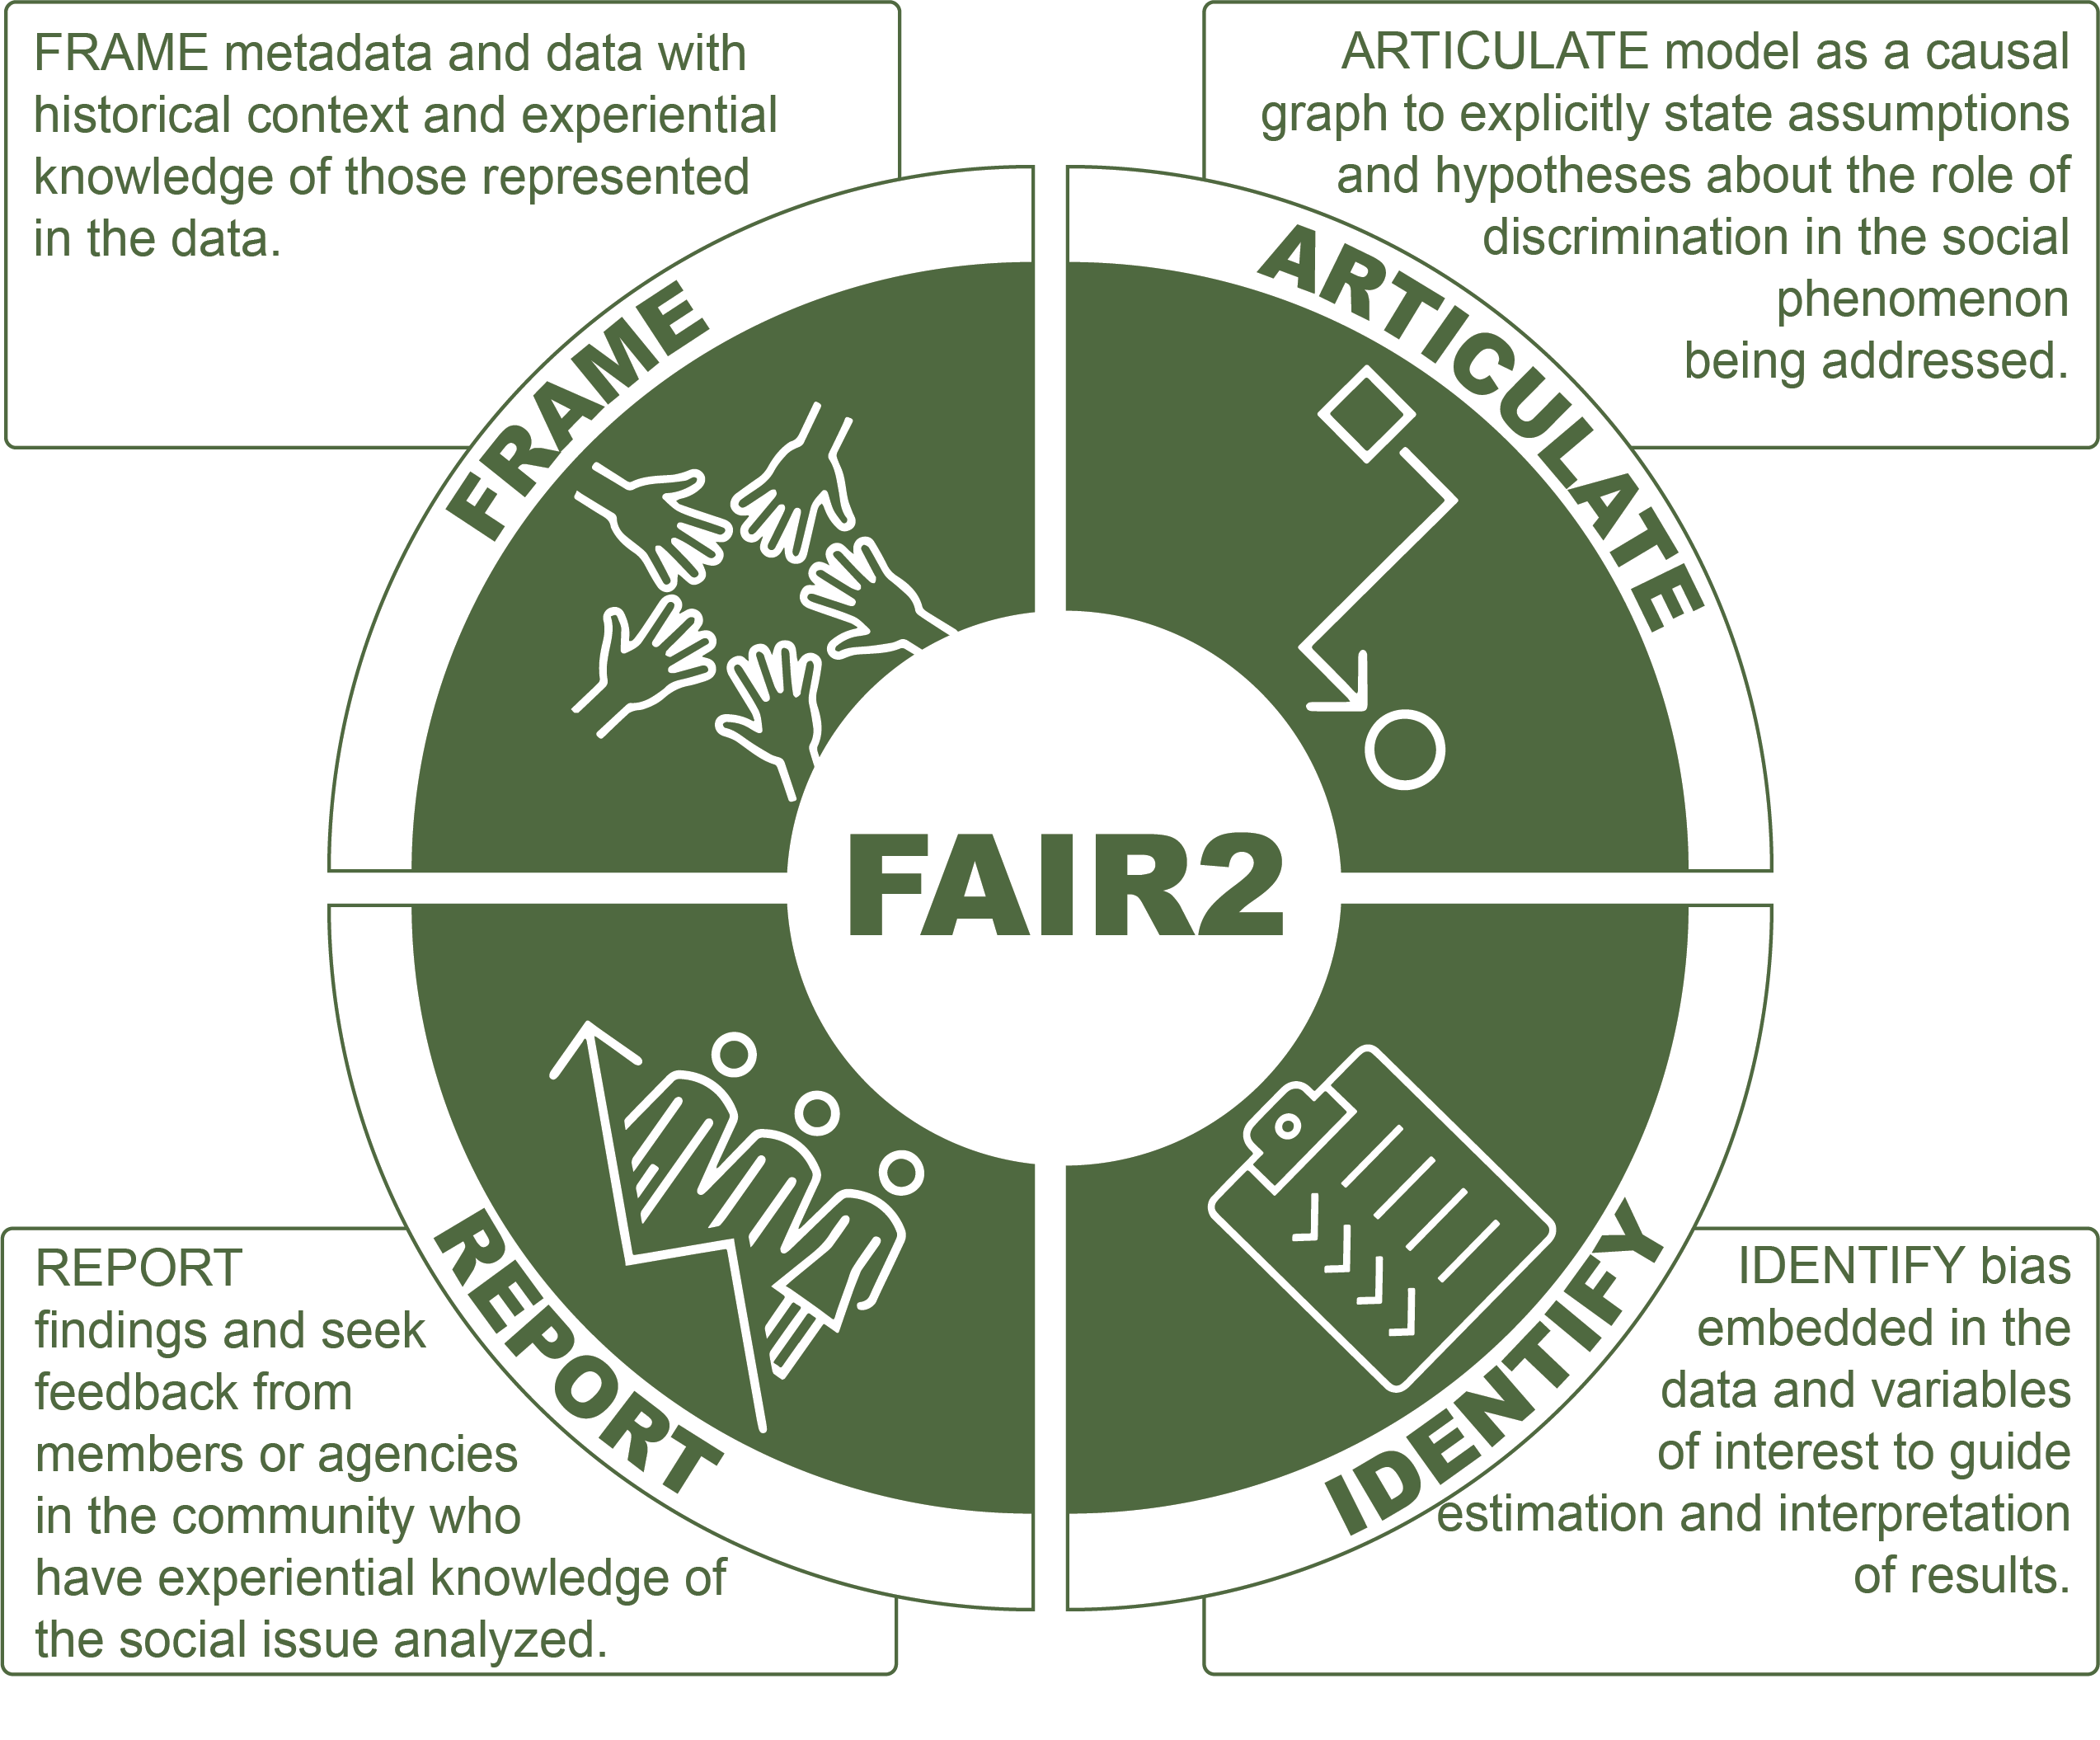 FRAME metadata and data with
historical context and experiential
knowledge of those represented
in the data.
ARTICULATE model as a causal
graph to explicitly state assumptions
and hypotheses about the role of
discrimination in the social
phenomenon
being addressed.
FRAME
ARTICULATE
FAIR2
REPORT
IDENTIFY
REPORT
findings and seek
feedback from
members or agencies
in the community who
have experiential knowledge of
the social issue analyzed.
IDENTIFY bias
embedded in the
data and variables
of interest to guide
estimation and interpretation
of results.